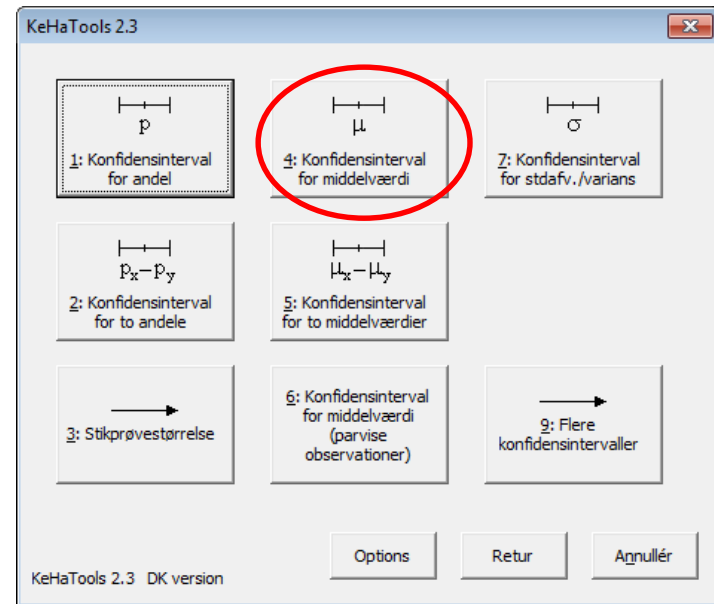 KeHaTools 2.3
p
1: Konfidensinterval
for andel
μ
4: Konfidensinterval
for middelværdi
σ
7: Konfidensinterval
for stdafv./varians
px−py
2: Konfidensinterval
for to andele
μx−μy
5: Konfidensinterval
for to middelværdier
3: Stikprøvestørrelse
6: Konfidensinterval
for middelværdi
(parvise
observationer)
9: Flere
konfidensintervaller
Options
Retur
Annullér
KeHaTools 2.3 DK version